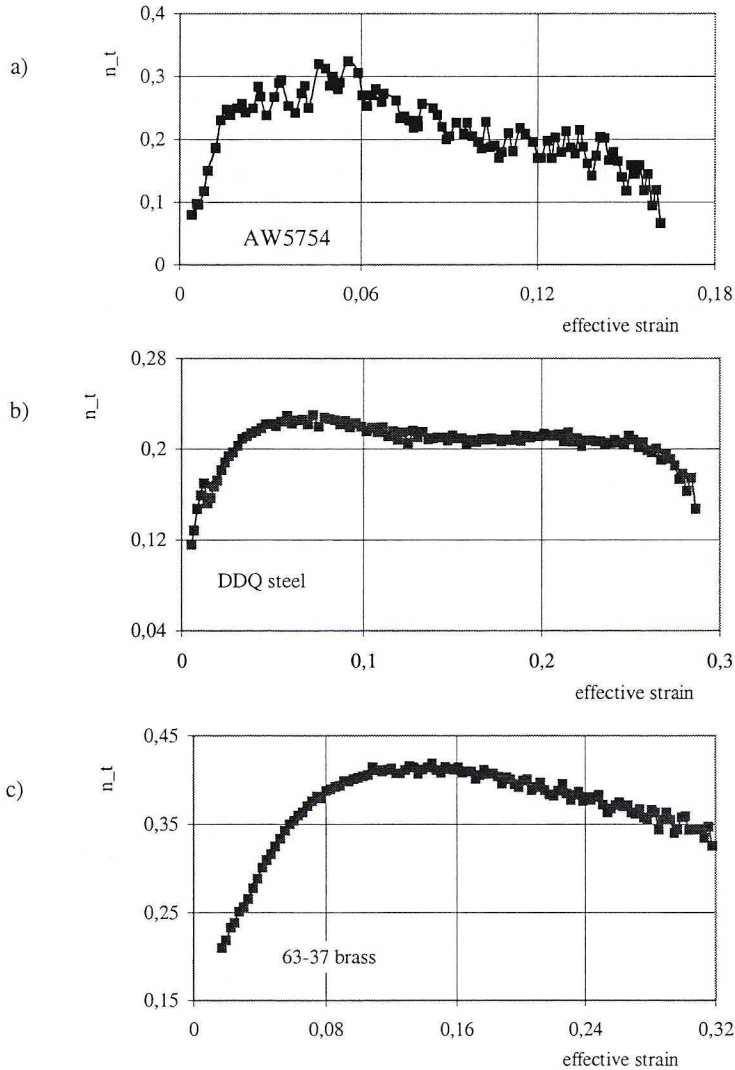 a)
n_t
0,4
0,3
0,2
0,1
0
AW5754
0 0,06 0,12 0,18
effective strain
b)
n_t
0,28
0,2
0,12
0,04
DDQ steel
0 0,1 0,2 0,3
effective strain
c)
n_t
0,45
0,35
0,25
0,15
63-37 brass
0 0,08 0,16 0,24 0,32
effective strain